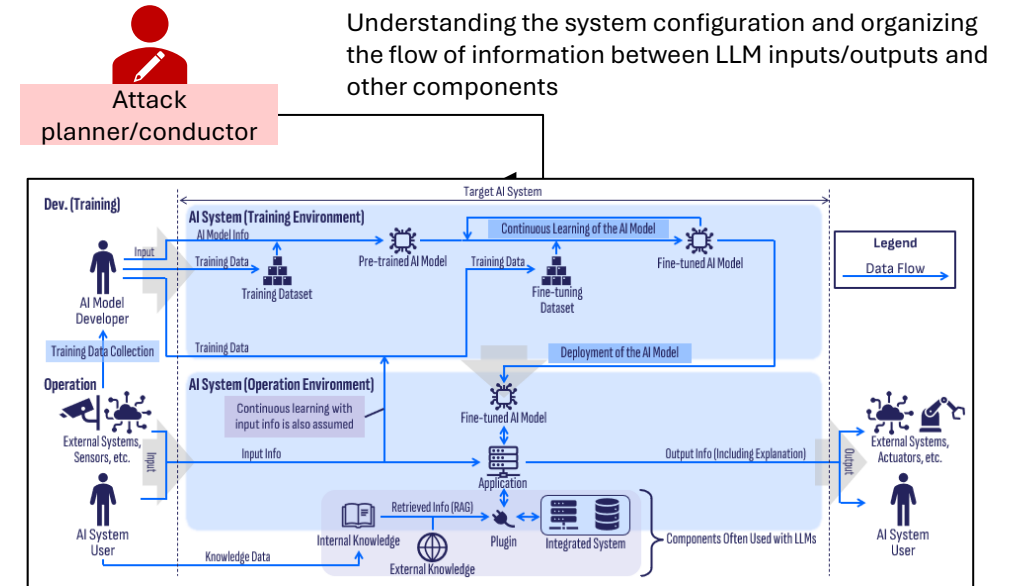 Understanding the system configuration and organizing
the flow of information between LLM inputs/outputs and
other components
Attack
planner/conductor
Target AI System
Dev. (Training)
AI System (Training Environment)
AI Model Info
Continuous Learning of the AI Model
Legend
Data Flow
Input
Training Data
Pre-trained AI Model
Training Data
Fine-tuned AI Model
Training Dataset
Fine-tuning
Dataset
AI Model
Developer
Training Data Collection
Training Data
Deployment of the AI Model
Operation
AI System (Operation Environment)
Continuous learning with
input info is also assumed
Fine-tuned AI Model
External Systems,
Sensors, etc.
Input
Input Info
Output Info (Including Explanation)
Output
External Systems,
Actuators, etc.
Application
Retrieved Info (RAG)
Internal Knowledge
Plugin
Integrated System
Components Often Used with LLMs
AI System
User
AI System
User
Knowledge Data
External Knowledge